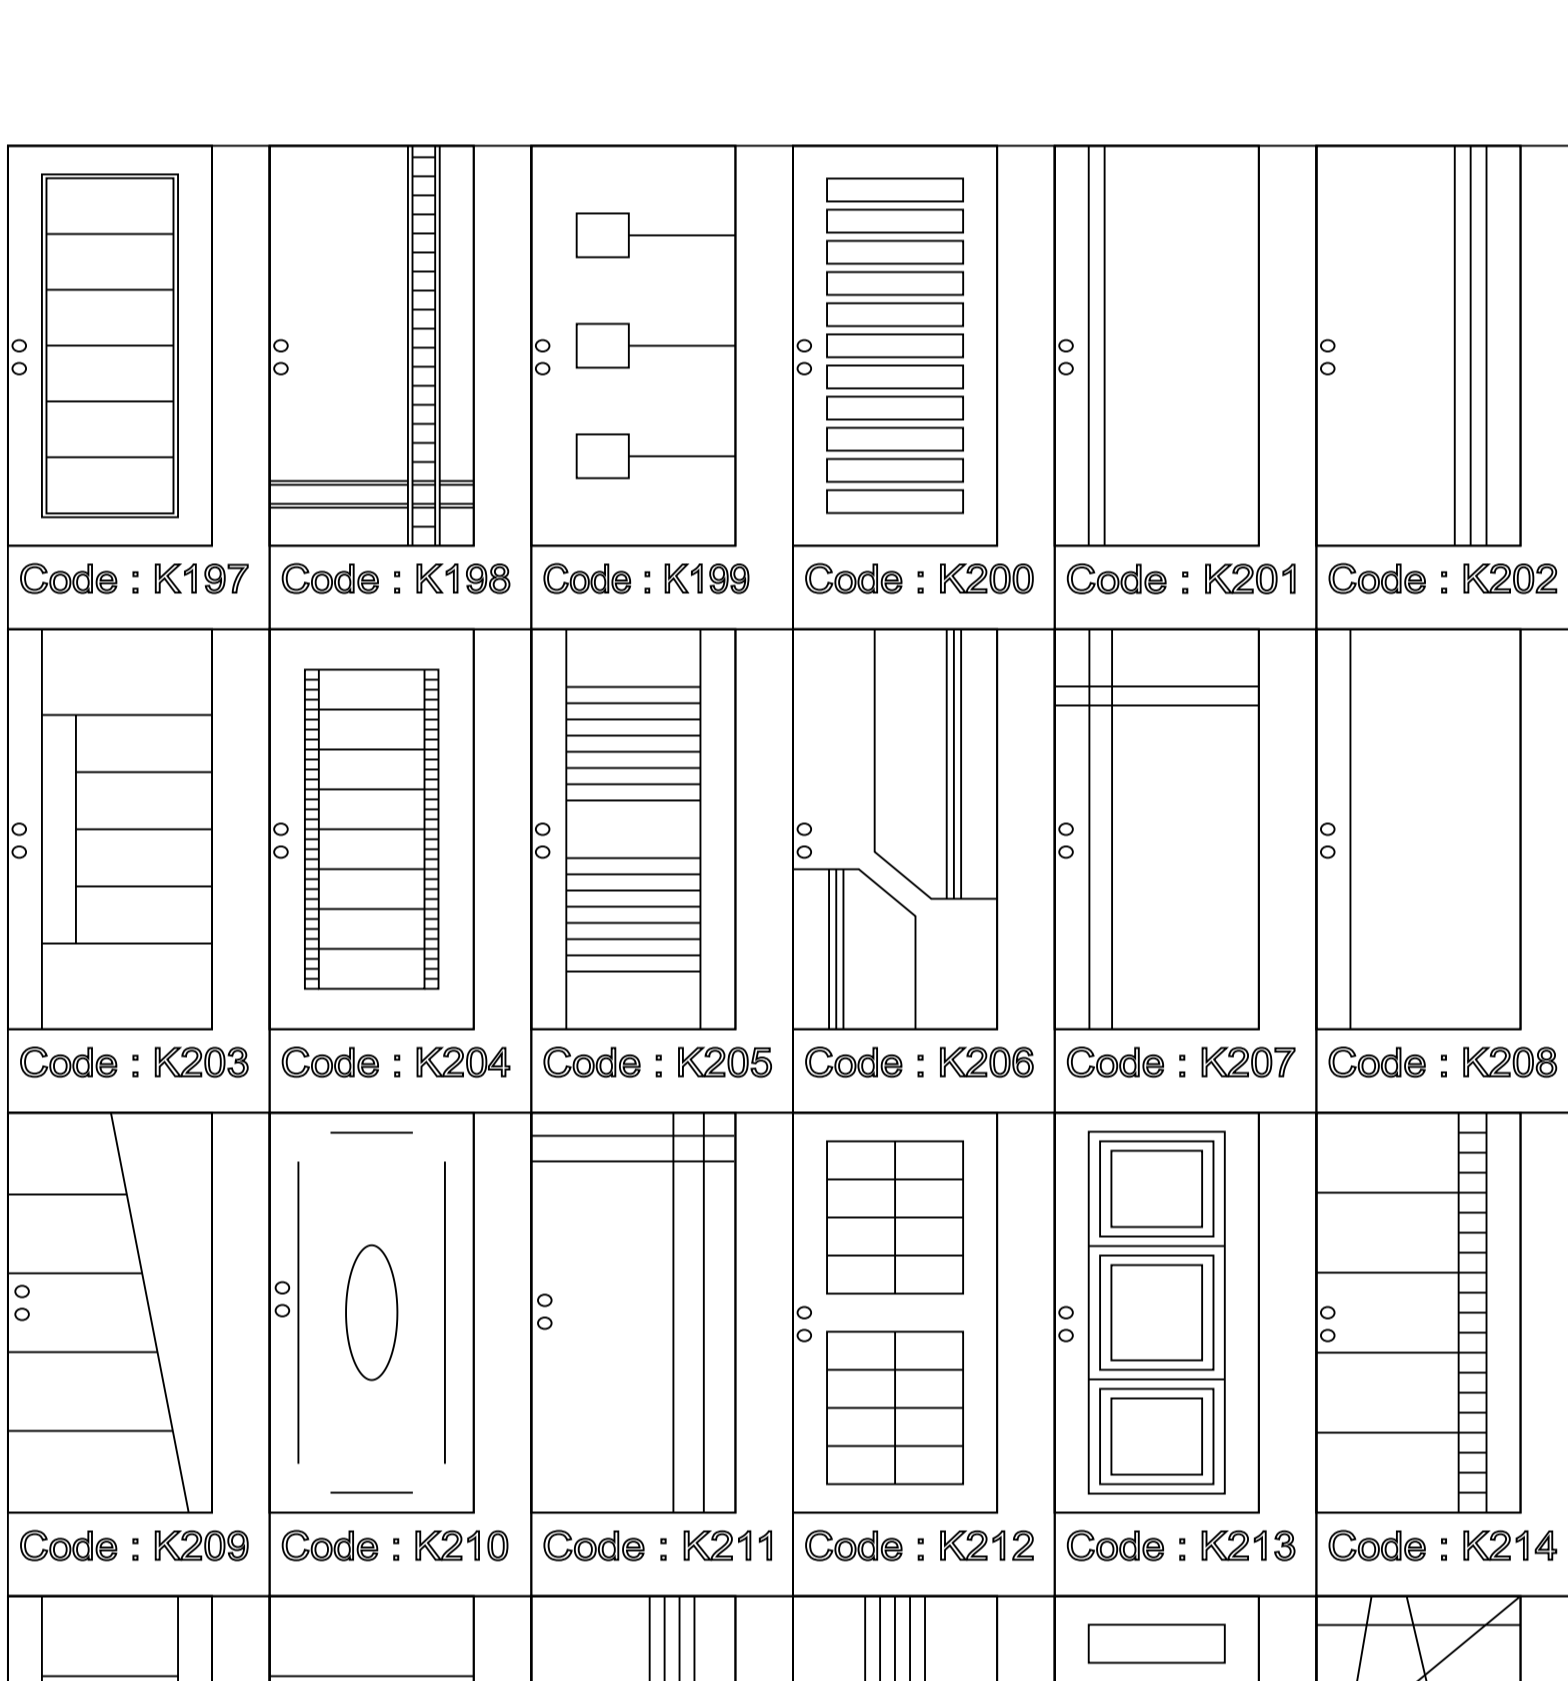 Code : K197
Code : K198
Code : K199
Code : K200
Code : K201
Code : K202
Code : K203
Code : K204
Code : K205
Code : K206
Code : K207
Code : K208
Code : K209
Code : K210
Code : K211
Code : K212
Code : K213
Code : K214